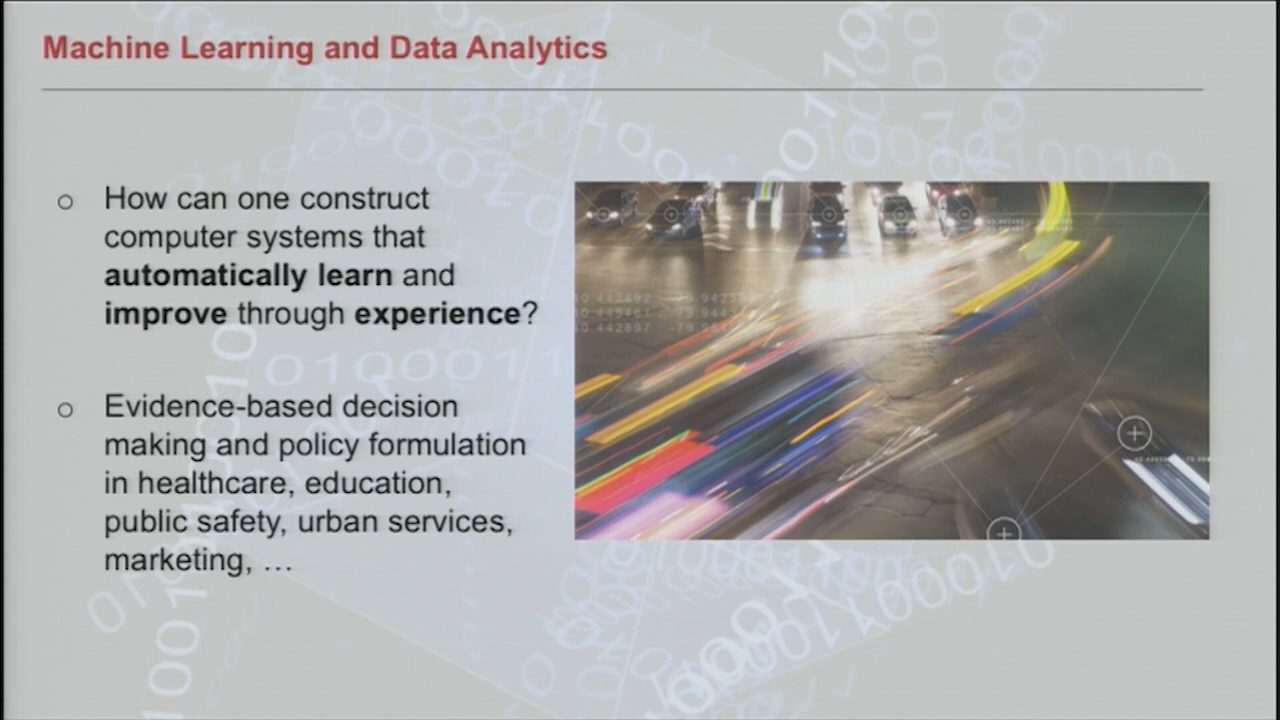 Machine Learning and Data Analytics
How can one construct
computer systems that
automatically learn and
improve through experience?
Evidence-based decision
making and policy formulation
in healthcare, education,
public safety, urban services,
marketing, …